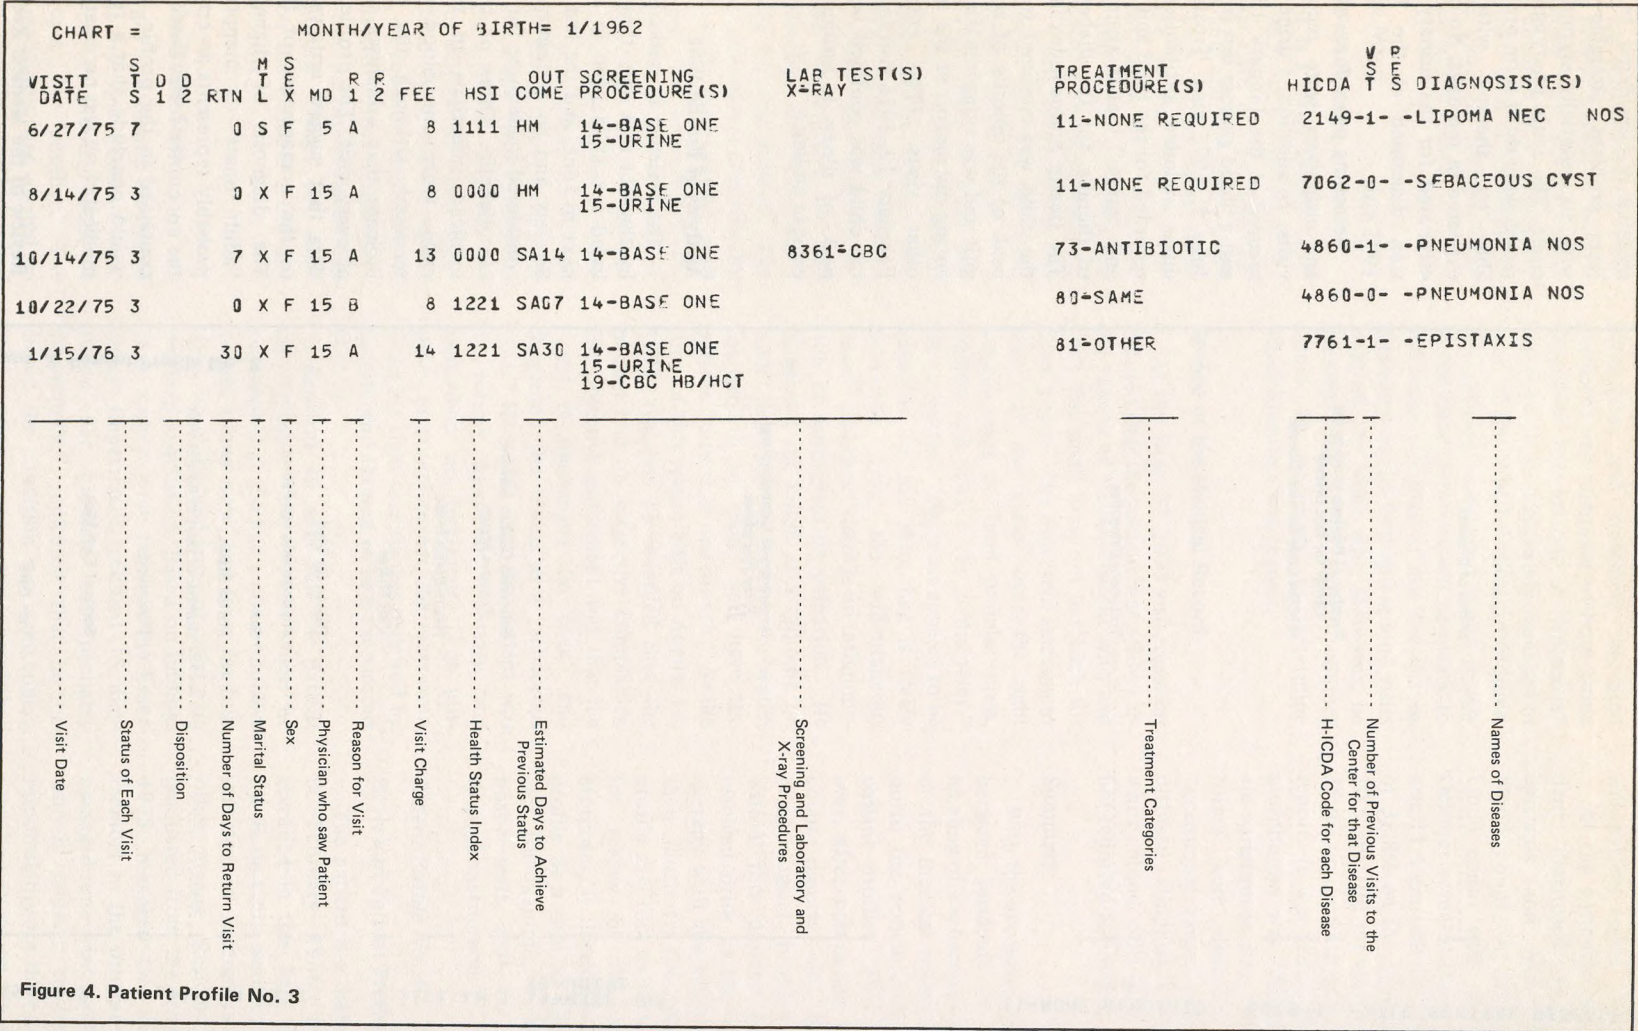 CHART = MONTH/YEAR OF BIRTH= 1/1962
VISIT DATE STS D1 D2 RTN MTL SEX MD R1 R2 FEE HSI OUT COME SCREENING PROCEDURE(S) LAB TEST(S) X-RAY TREATMENT PROCEDURE(S) HICDA VST RES DIAGNOSIS(ES)
6/27/75 7 0 S F 5 A 8 1111 HM 14-BASE ONE 11-NONE REQUIRED 2149-1- -LIPOMA NEC NOS
15-URINE
8/14/75 3 0 X F 15 A 8 0000 HM 14-BASE ONE 11-NONE REQUIRED 7062-0- -SEBACEOUS CYST
15-URINE
10/14/75 3 7 X F 15 A 13 0000 SA14 14-BASE ONE 8361-CBC 73-ANTIBIOTIC 4860-1- -PNEUMONIA NOS
10/22/75 3 0 X F 15 B 8 1221 SA07 14-BASE ONE 80-SAME 4860-0- -PNEUMONIA NOS
1/15/76 3 30 X F 15 A 14 1221 SA30 14-BASE ONE 81-OTHER 7761-1- -EPISTAXIS
15-URINE
19-CBC HB/HCT
Visit Date
Status of Each Visit
Disposition
Number of Days to Return Visit
Marital Status
Sex
Physician who saw Patient
Reason for Visit
Visit Charge
Health Status Index
Estimated Days to Achieve
Previous Status
Screening and Laboratory and
X-ray Procedures
Treatment Categories
H-ICDA Code for each Disease
Number of Previous Visits to the
Center for that Disease
Names of Diseases
Figure 4. Patient Profile No. 3